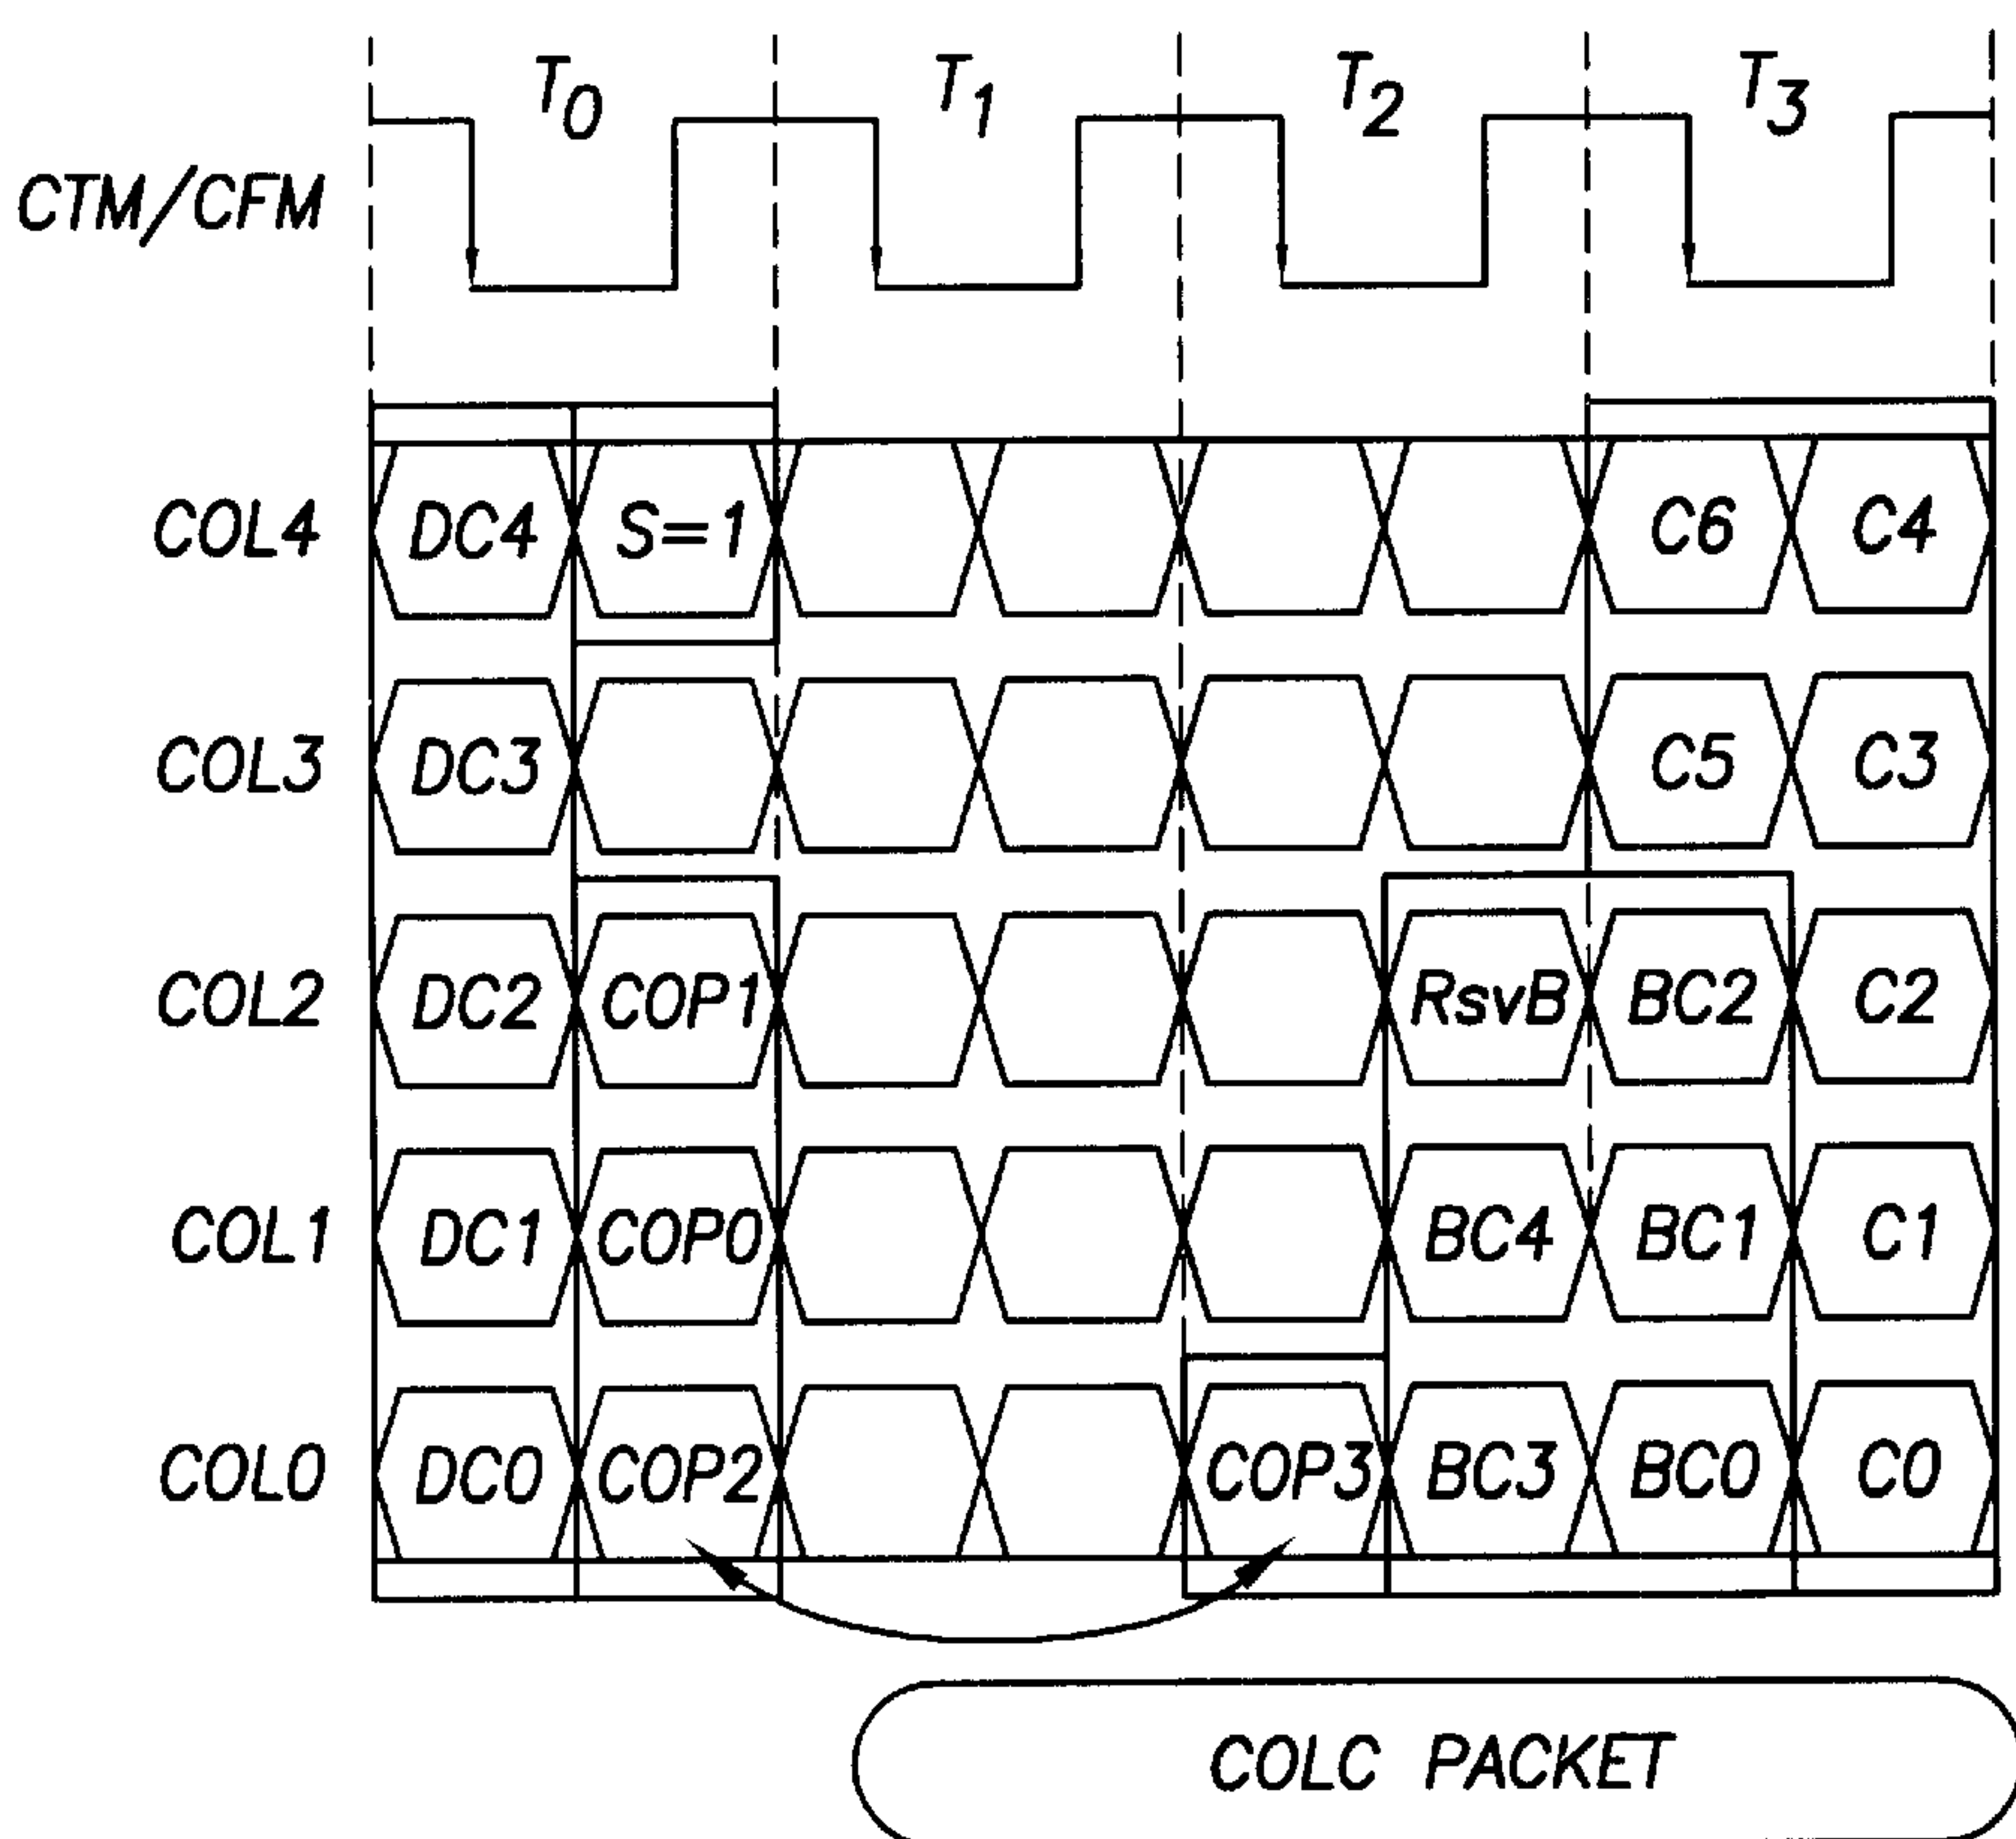 T0 T1 T2 T3
CTM/CFM
COL4 DC4 S=1 C6 C4
COL3 DC3 C5 C3
COL2 DC2 COP1 RsvB BC2 C2
COL1 DC1 COP0 BC4 BC1 C1
COL0 DC0 COP2 COP3 BC3 BC0 C0
COLC PACKET